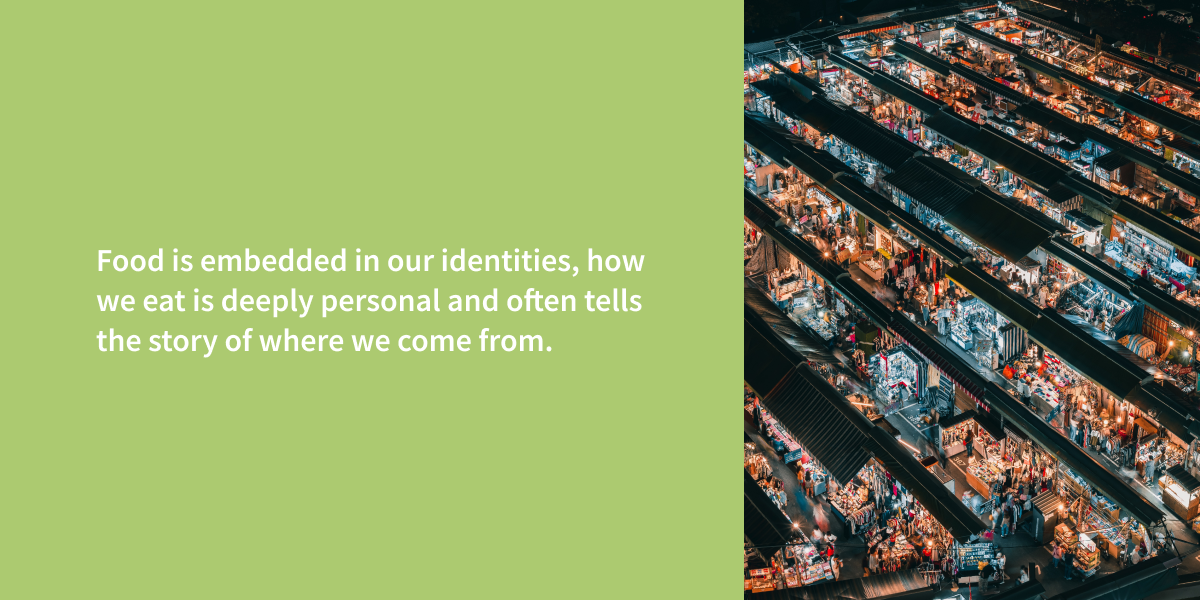 Food is embedded in our identities, how
we eat is deeply personal and often tells
the story of where we come from.